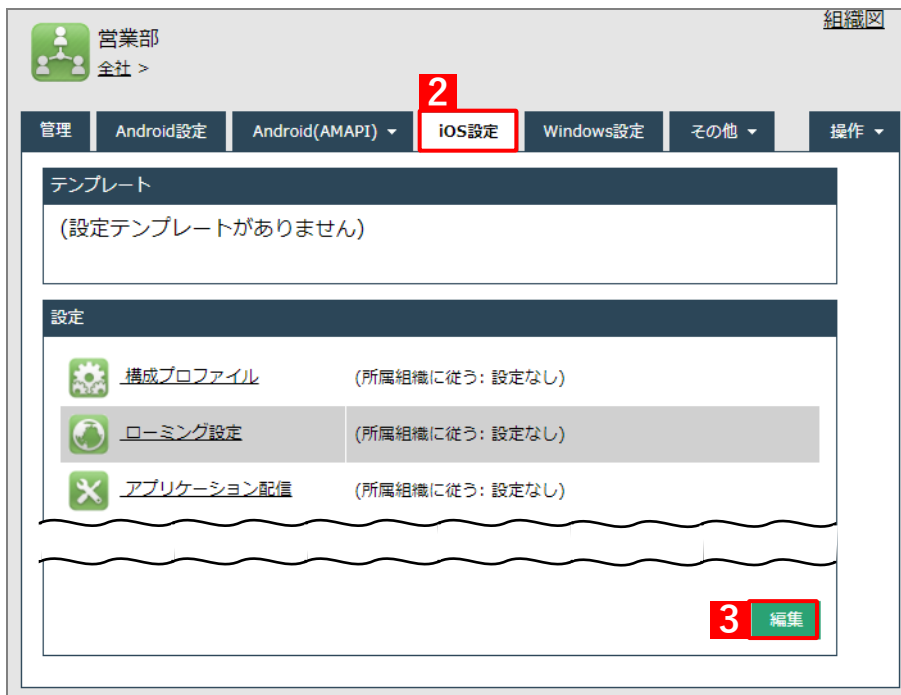 組織図
営業部
全社 >
2
管理 Android設定 Android(AMAPI) ▾ iOS設定 Windows設定 その他 ▾ 操作 ▾
テンプレート
(設定テンプレートがありません)
設定
構成プロファイル (所属組織に従う: 設定なし)
ローミング設定 (所属組織に従う: 設定なし)
アプリケーション配信 (所属組織に従う: 設定なし)
3 編集